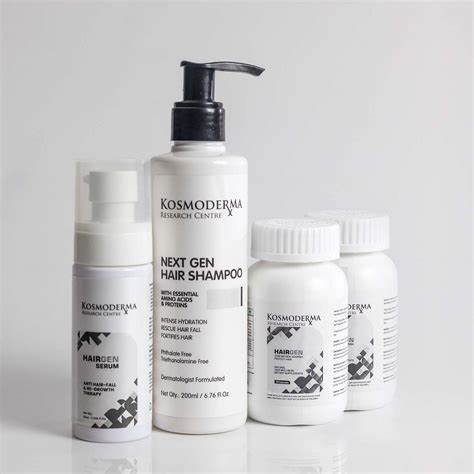 KOSMODERMA
RESEARCH CENTRE
HAIRGEN
SERUM
ANTI HAIR-FALL
& RE-GROWTH
THERAPY
KOSMODERMA
RESEARCH CENTRE
NEXT GEN
HAIR SHAMPOO
WITH ESSENTIAL
AMINO ACIDS
& PROTEINS
INTENSE HYDRATION
RESCUE HAIR FALL
FORTIFIES HAIR
Phthalate Free
Triethanolamine Free
Dermatologist Formulated
Net Qty. 200ml / 6.76 fl Oz
KOSMODERMA
RESEARCH CENTRE
HAIRGEN